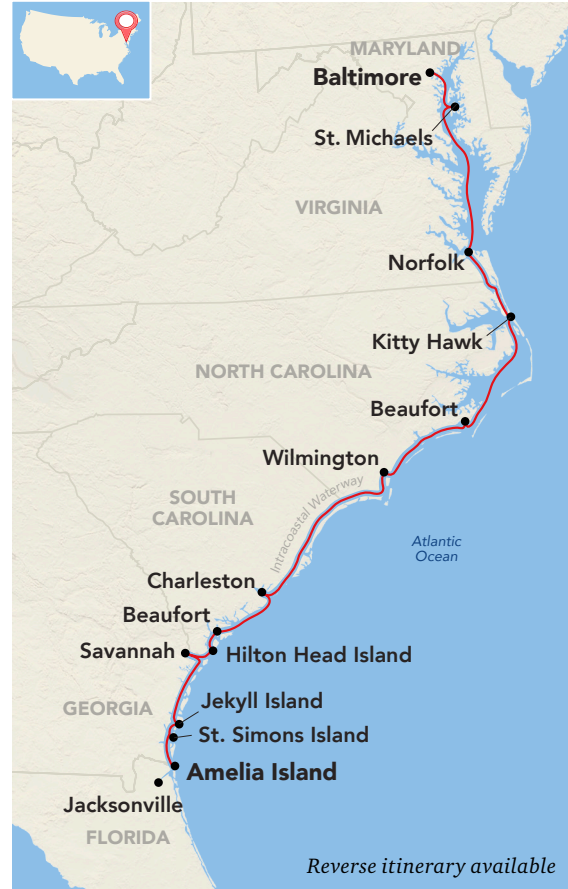 MARYLAND
Baltimore
St. Michaels
VIRGINIA
Norfolk
Kitty Hawk
NORTH CAROLINA
Beaufort
Wilmington
Intracoastal Waterway
SOUTH
CAROLINA
Atlantic
Ocean
Charleston
Beaufort
Savannah
Hilton Head Island
GEORGIA
Jekyll Island
St. Simons Island
Amelia Island
Jacksonville
FLORIDA
Reverse itinerary available